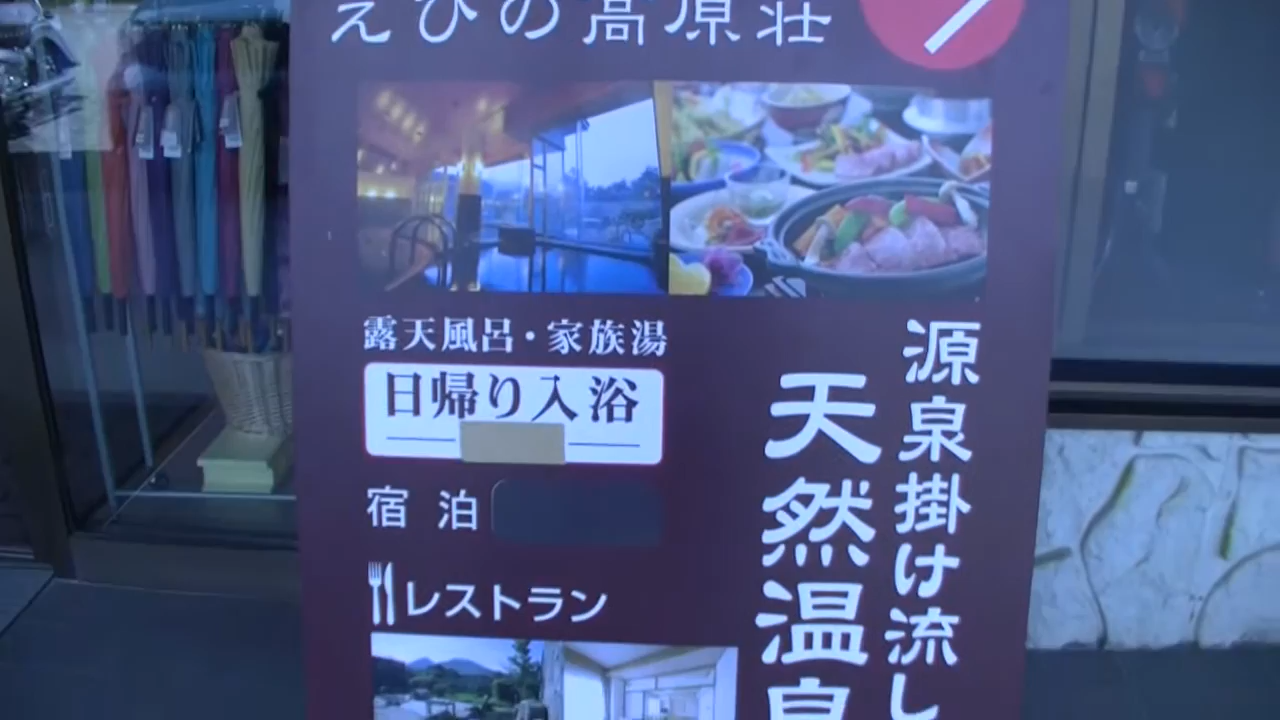 えびの高原荘
露天風呂・家族湯
日帰り入浴
宿泊
レストラン
源泉掛け流し
天然温泉